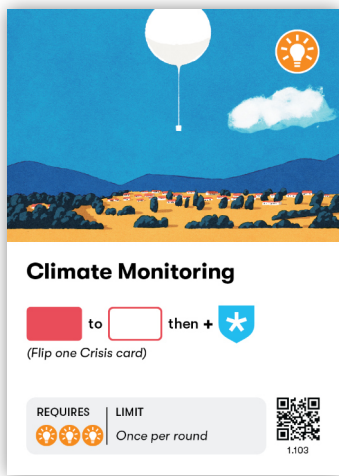 Climate Monitoring
to then +
(Flip one Crisis card)
REQUIRES LIMIT
Once per round
1.103